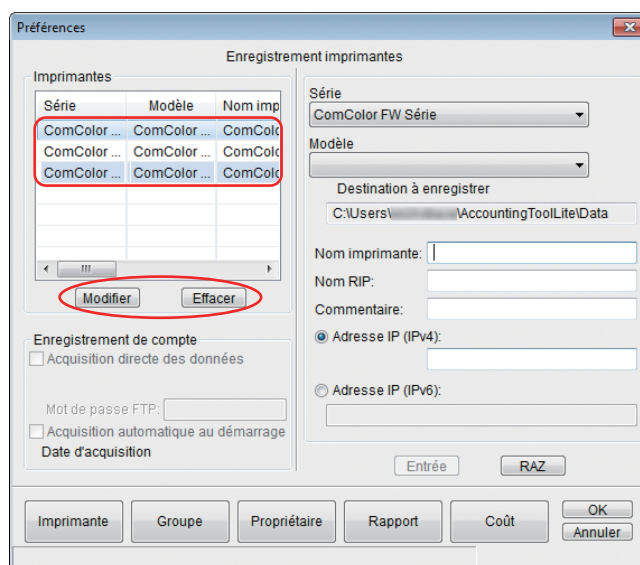 Préférences
Enregistrement imprimantes
Imprimantes
Série Modèle Nom imp
ComColor ... ComColor ... ComColo
ComColor ... ComColor ... ComColo
ComColor ... ComColor ... ComColo
Modifier Effacer
Enregistrement de compte
Acquisition directe des données
Mot de passe FTP:
Acquisition automatique au démarrage
Date d'acquisition
Série
ComColor FW Série
Modèle
Destination à enregistrer
C:\Users\ \AccountingToolLite\Data
Nom imprimante:
Nom RIP:
Commentaire:
Adresse IP (IPv4):
Adresse IP (IPv6):
Entrée RAZ
Imprimante Groupe Propriétaire Rapport Coût
OK
Annuler